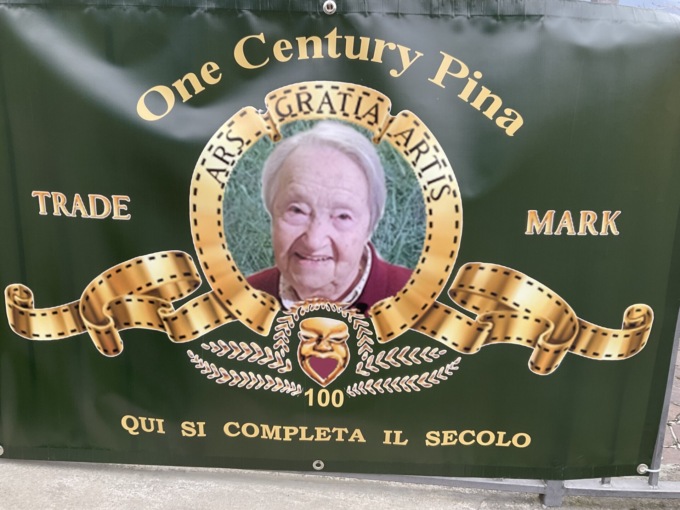 One Century Pina
ARS GRATIA ARTIS
TRADE MARK
100
QUI SI COMPLETA IL SECOLO